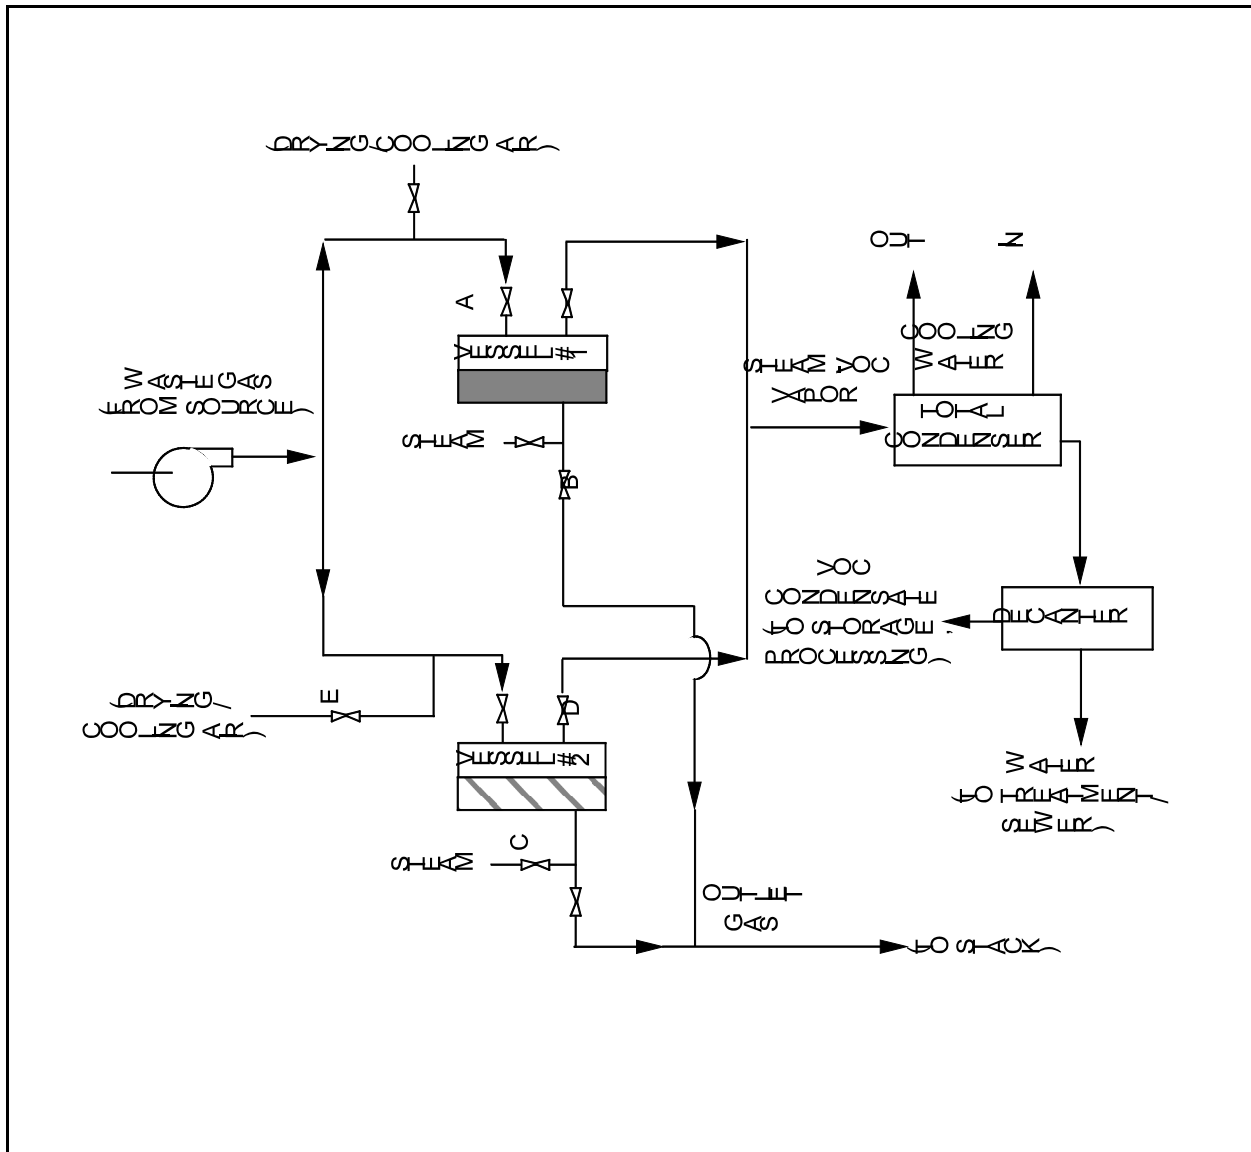 (DRYING/COOLING AIR)
OUT IN
A
COOLING
WATER
VESSEL #1
STEAM/VOC
VAPOR
WASTE GAS
(FROM SOURCE)
TOTAL
CONDENSER
STEAM
B
VOC
CONDENSATE
(TO STORAGE,
PROCESSING)
DECANTER
(DRYING/
COOLING AIR)
E
D
VESSEL #2
WATER
(TO TREATMENT/
SEWER)
C
STEAM
OUTLET
GAS
(TO STACK)